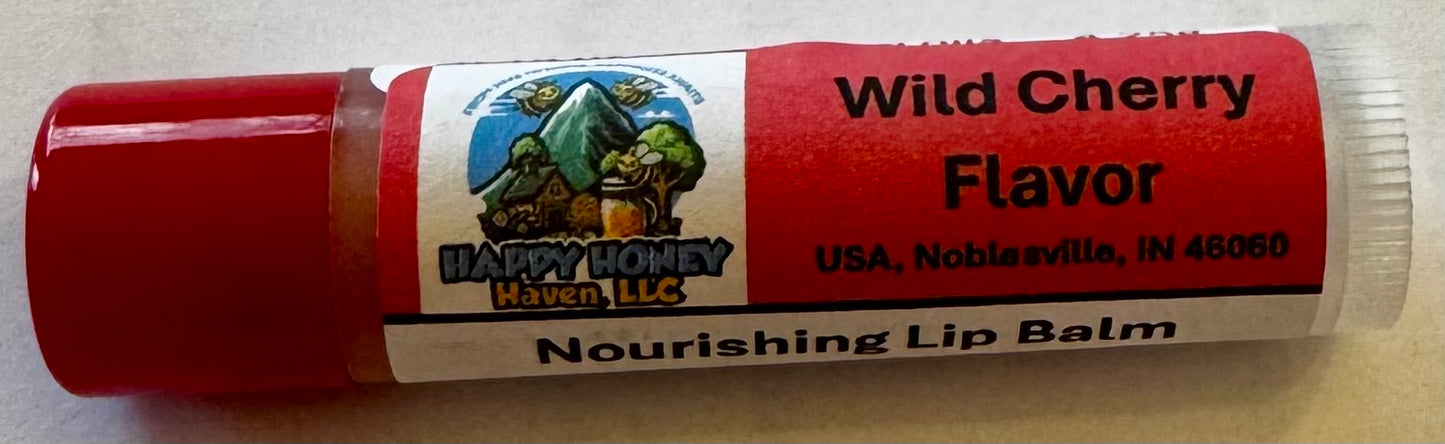 HAPPY HONEY
Haven, LLC
Wild Cherry
Flavor
USA, Noblesville, IN 46060
Nourishing Lip Balm